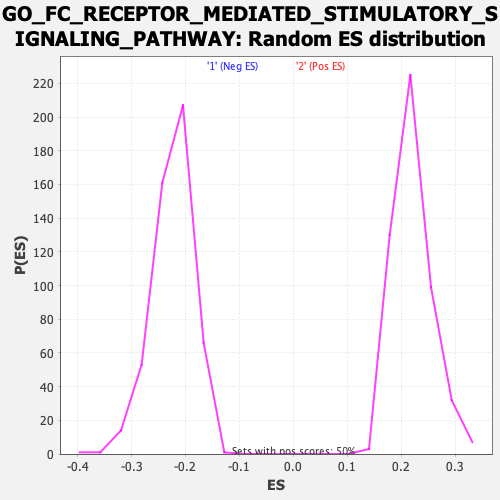 GO_FC_RECEPTOR_MEDIATED_STIMULATORY_S
IGNALING_PATHWAY: Random ES distribution
'1' (Neg ES) '2' (Pos ES)
220
200
180
160
140
120
100
80
60
40
20
0
P(ES)
Sets with pos scores: 50%
-0.4 -0.3 -0.2 -0.1 0.0 0.1 0.2 0.3
ES